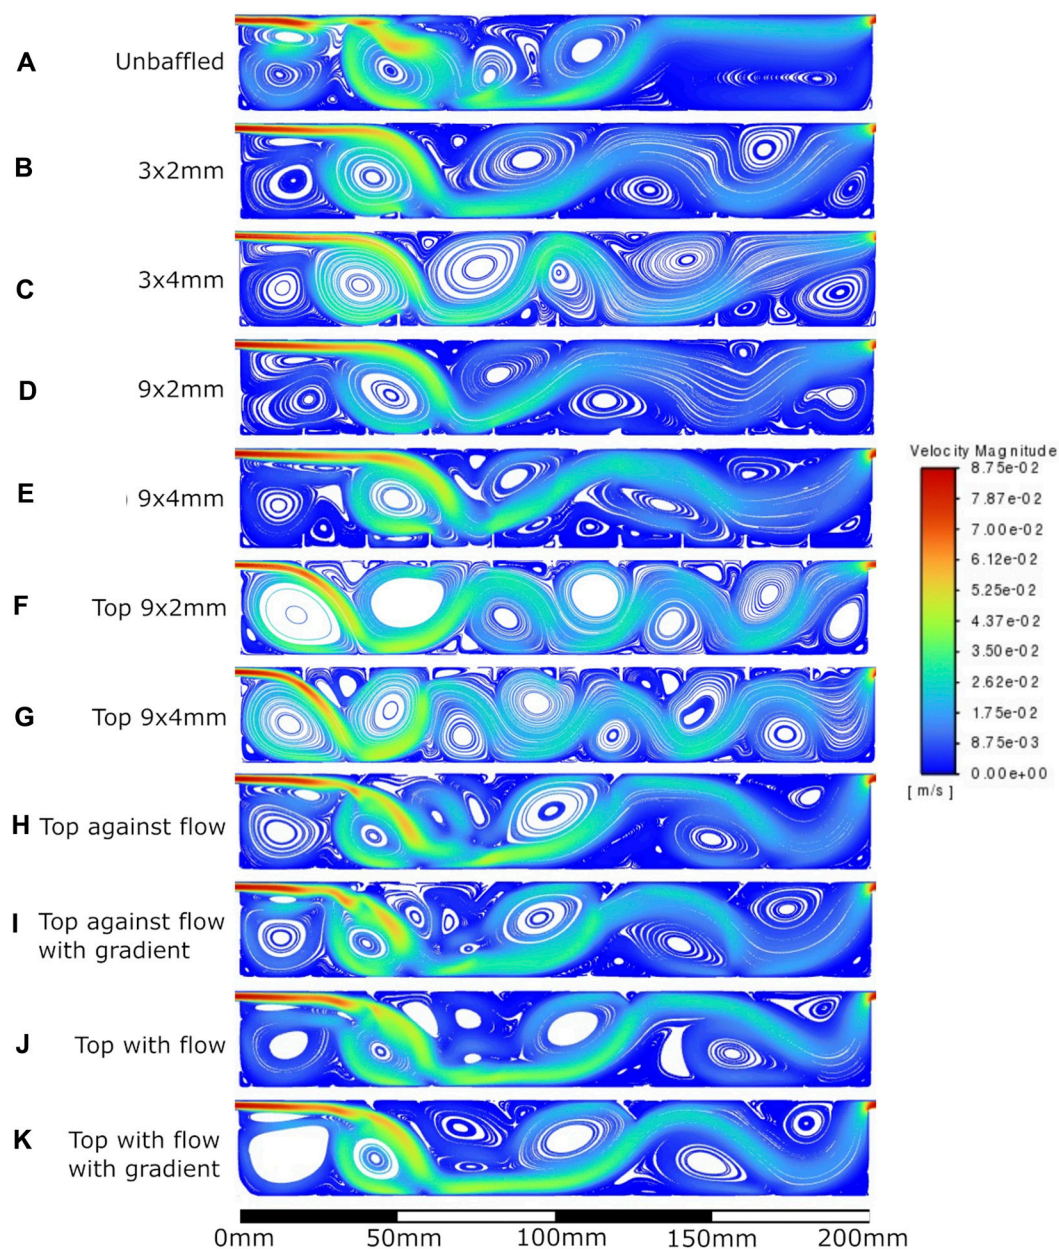 A Unbaffled
B 3x2mm
C 3x4mm
D 9x2mm
E ) 9x4mm
F Top 9x2mm
G Top 9x4mm
H Top against flow
I Top against flow
with gradient
J Top with flow
K Top with flow
with gradient
Velocity Magnitude
8.75e-02
7.87e-02
7.00e-02
6.12e-02
5.25e-02
4.37e-02
3.50e-02
2.62e-02
1.75e-02
8.75e-03
0.00e+00
[ m/s ]
0mm 50mm 100mm 150mm 200mm